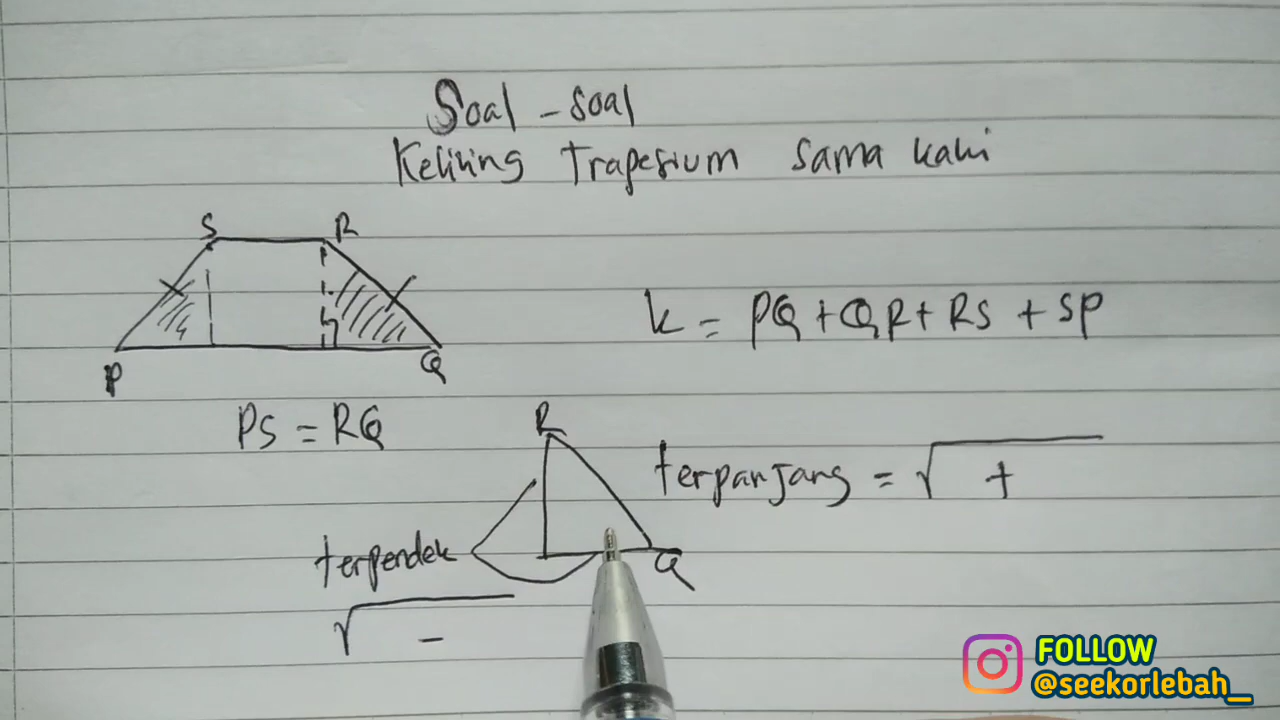 Soal - soal
Keliling Trapesium sama kaki
S R
P Q
K = PQ + QR + RS + SP
PS = RQ
R
terpanjang = √ +
terpendek
Q
√ -
FOLLOW
@seekorlebah_